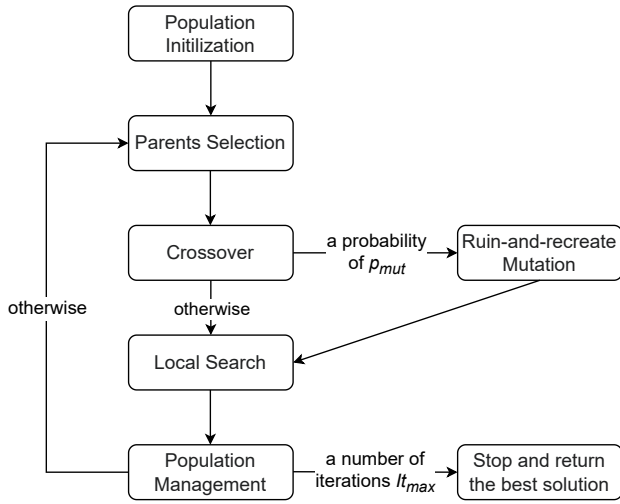 Population
Initilization
Parents Selection
Crossover
a probability
of p_mut
Ruin-and-recreate
Mutation
otherwise
otherwise
Local Search
Population
Management
a number of
iterations It_max
Stop and return
the best solution